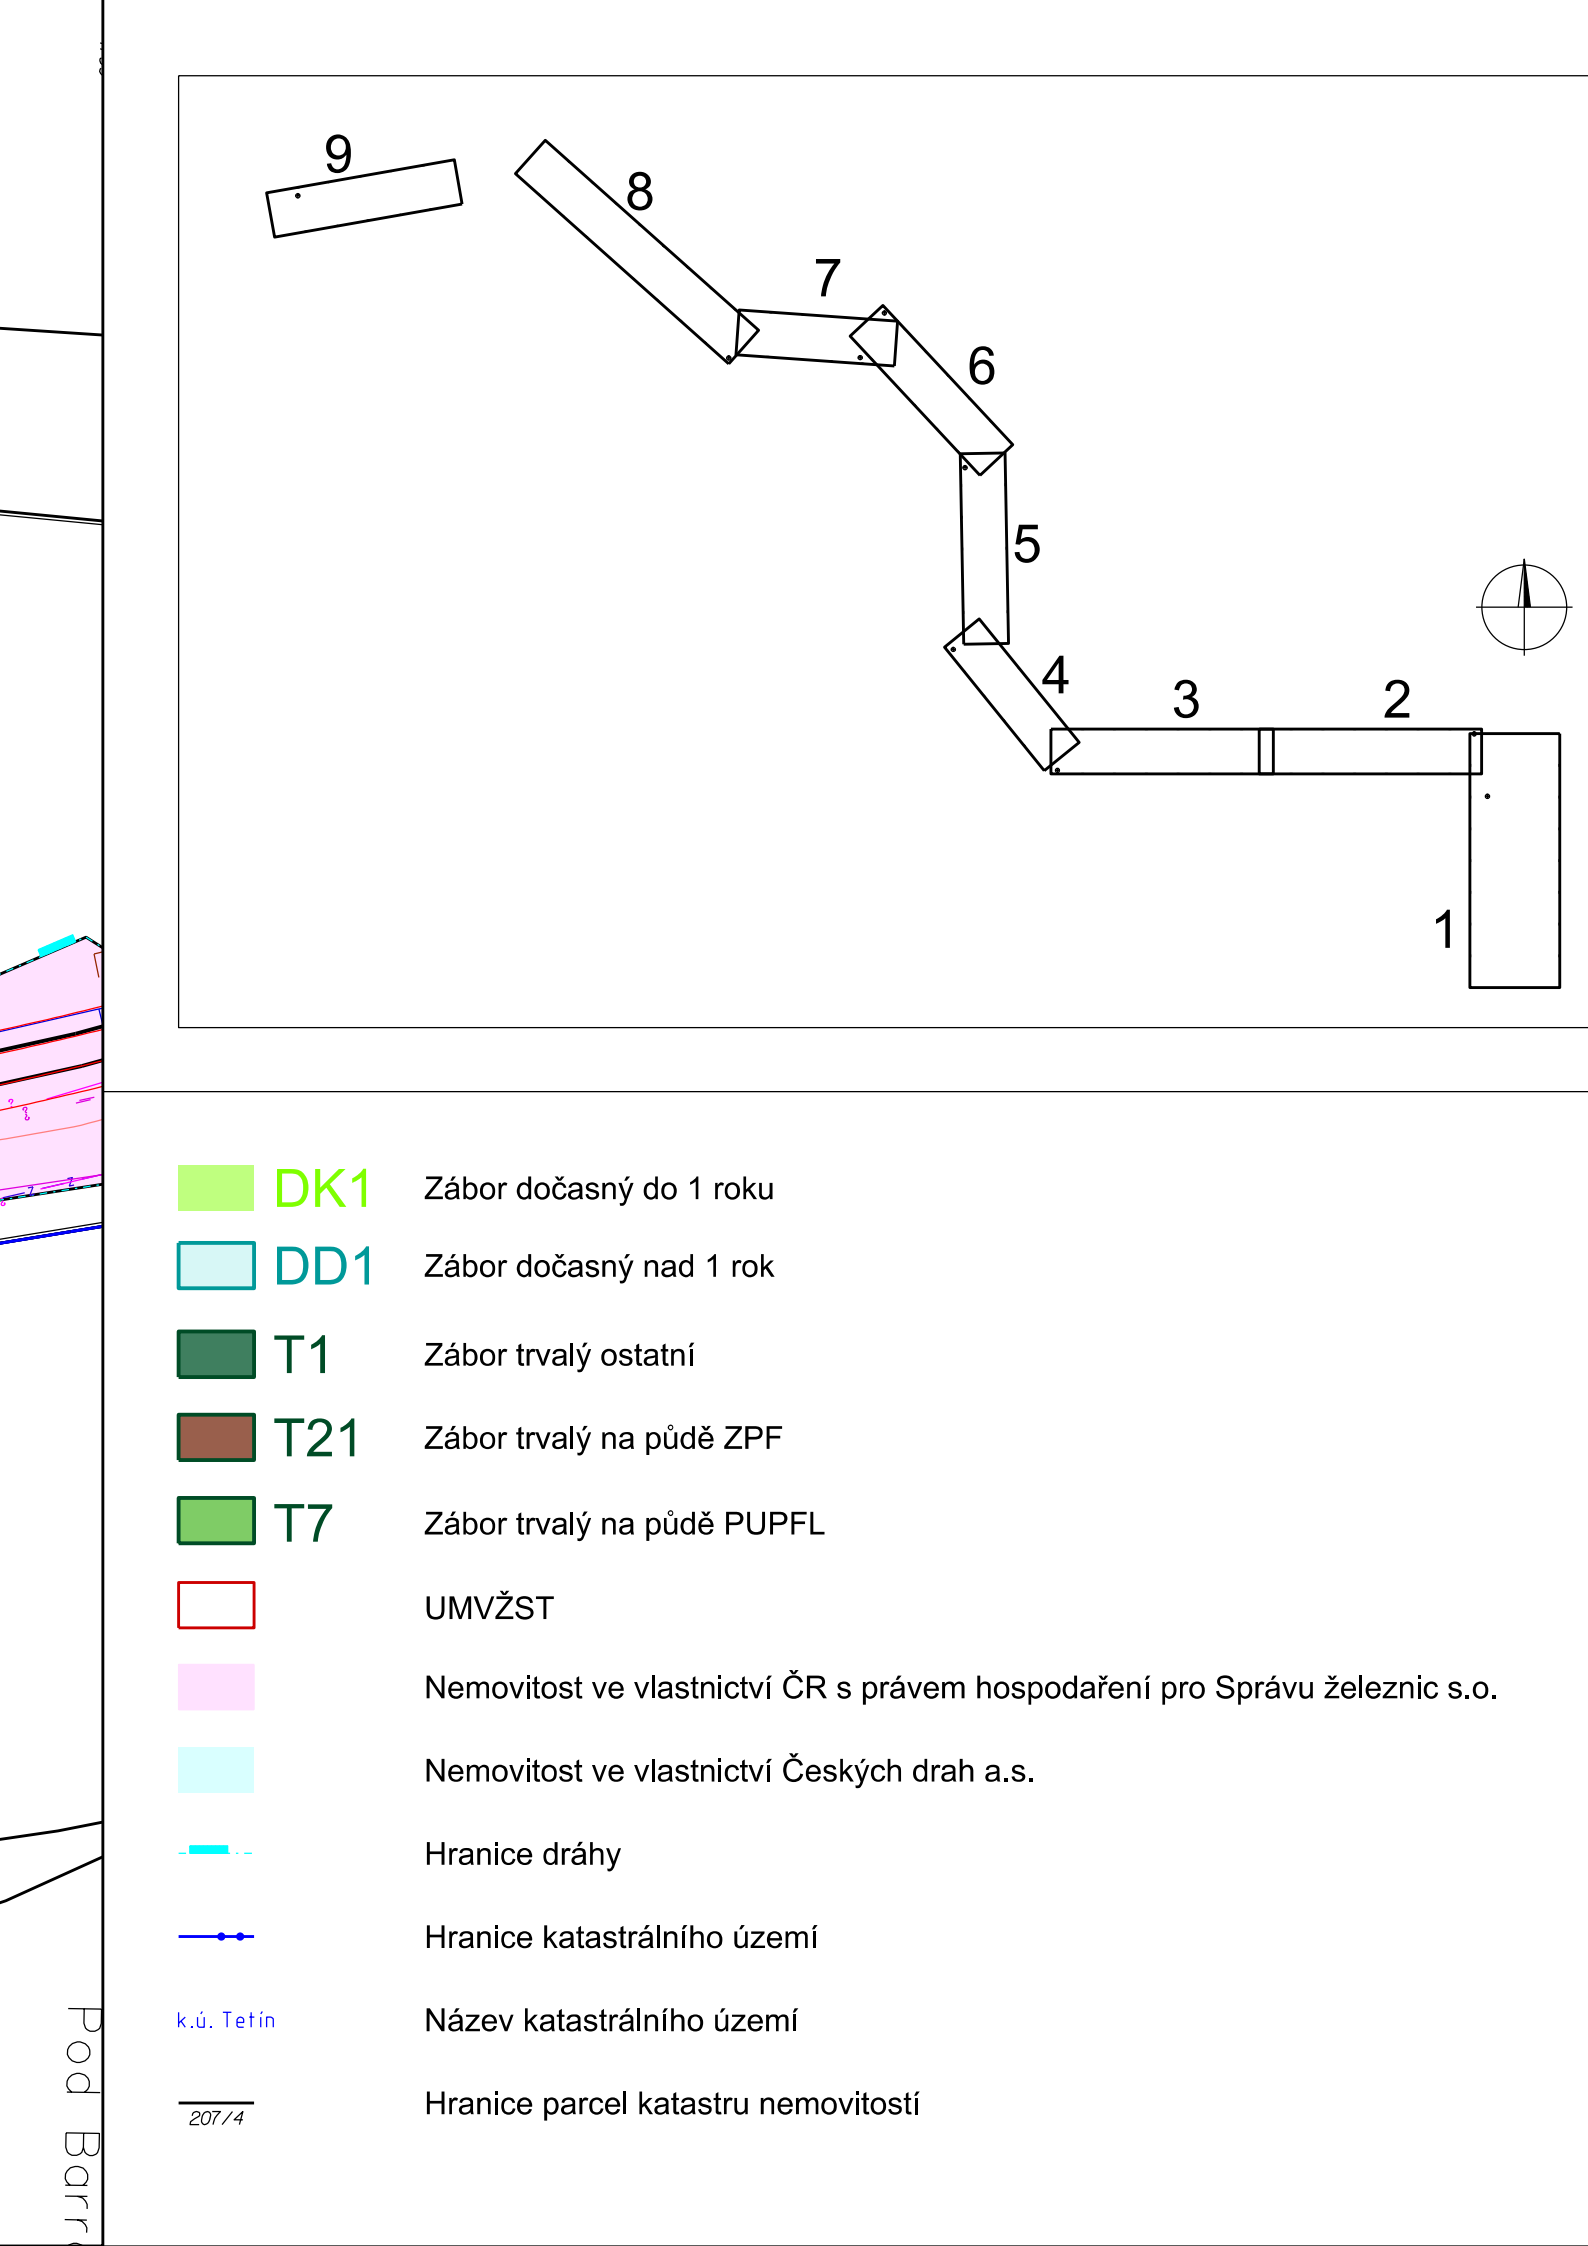 9
8
7
6
5
4
3
2
1
DK1 Zábor dočasný do 1 roku
DD1 Zábor dočasný nad 1 rok
T1 Zábor trvalý ostatní
T21 Zábor trvalý na půdě ZPF
T7 Zábor trvalý na půdě PUPFL
UMVŽST
Nemovitost ve vlastnictví ČR s právem hospodaření pro Správu železnic s.o.
Nemovitost ve vlastnictví Českých drah a.s.
Hranice dráhy
Hranice katastrálního území
k.ú. Tetín Název katastrálního území
207/4 Hranice parcel katastru nemovitostí
Pod Barr